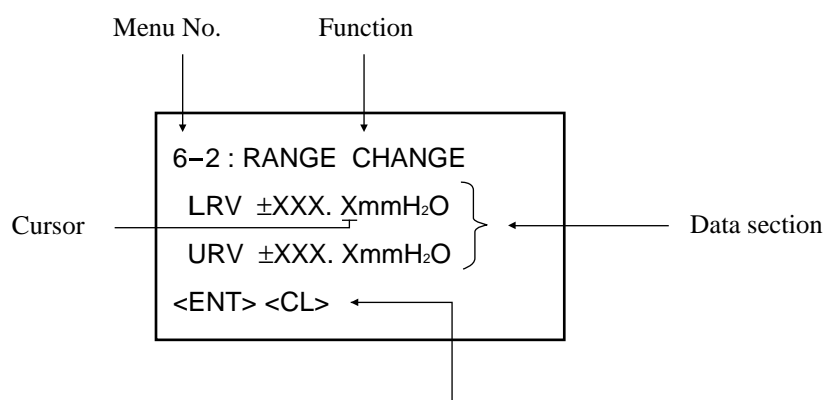 Menu No. Function
6−2 : RANGE CHANGE
LRV ±XXX. XmmH₂O
Cursor
Data section
URV ±XXX. XmmH₂O
<ENT> <CL>